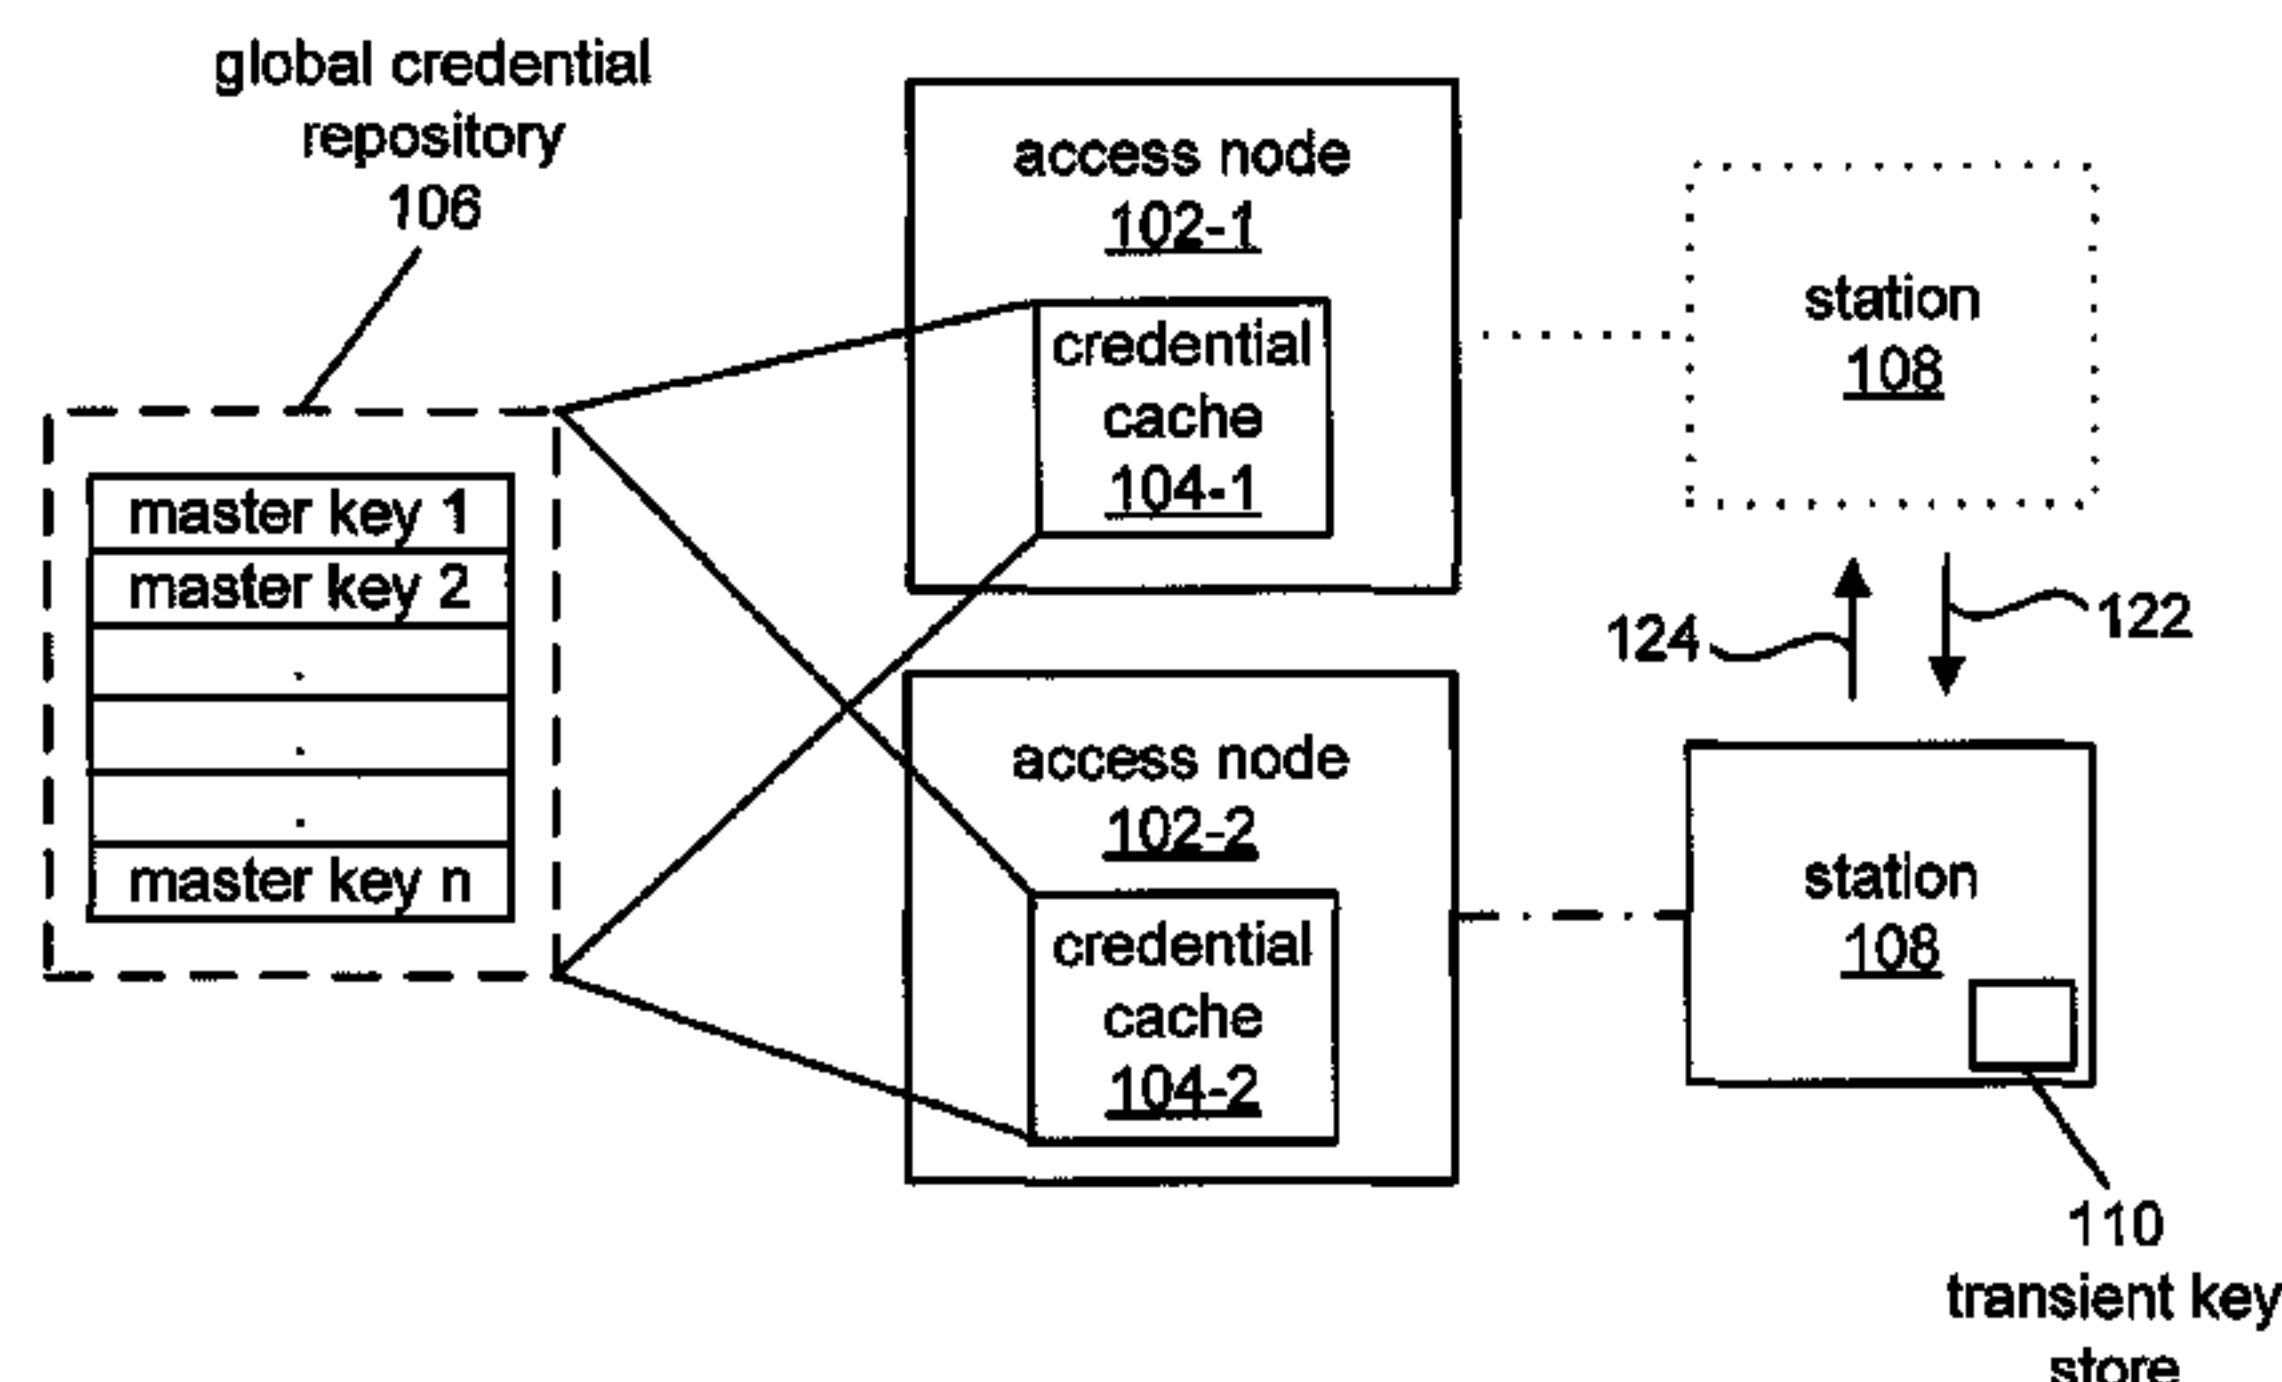 global credential
repository
106
master key 1
master key 2
.
.
.
master key n
access node
102-1
credential
cache
104-1
access node
102-2
credential
cache
104-2
station
108
124
122
station
108
110
transient key
store